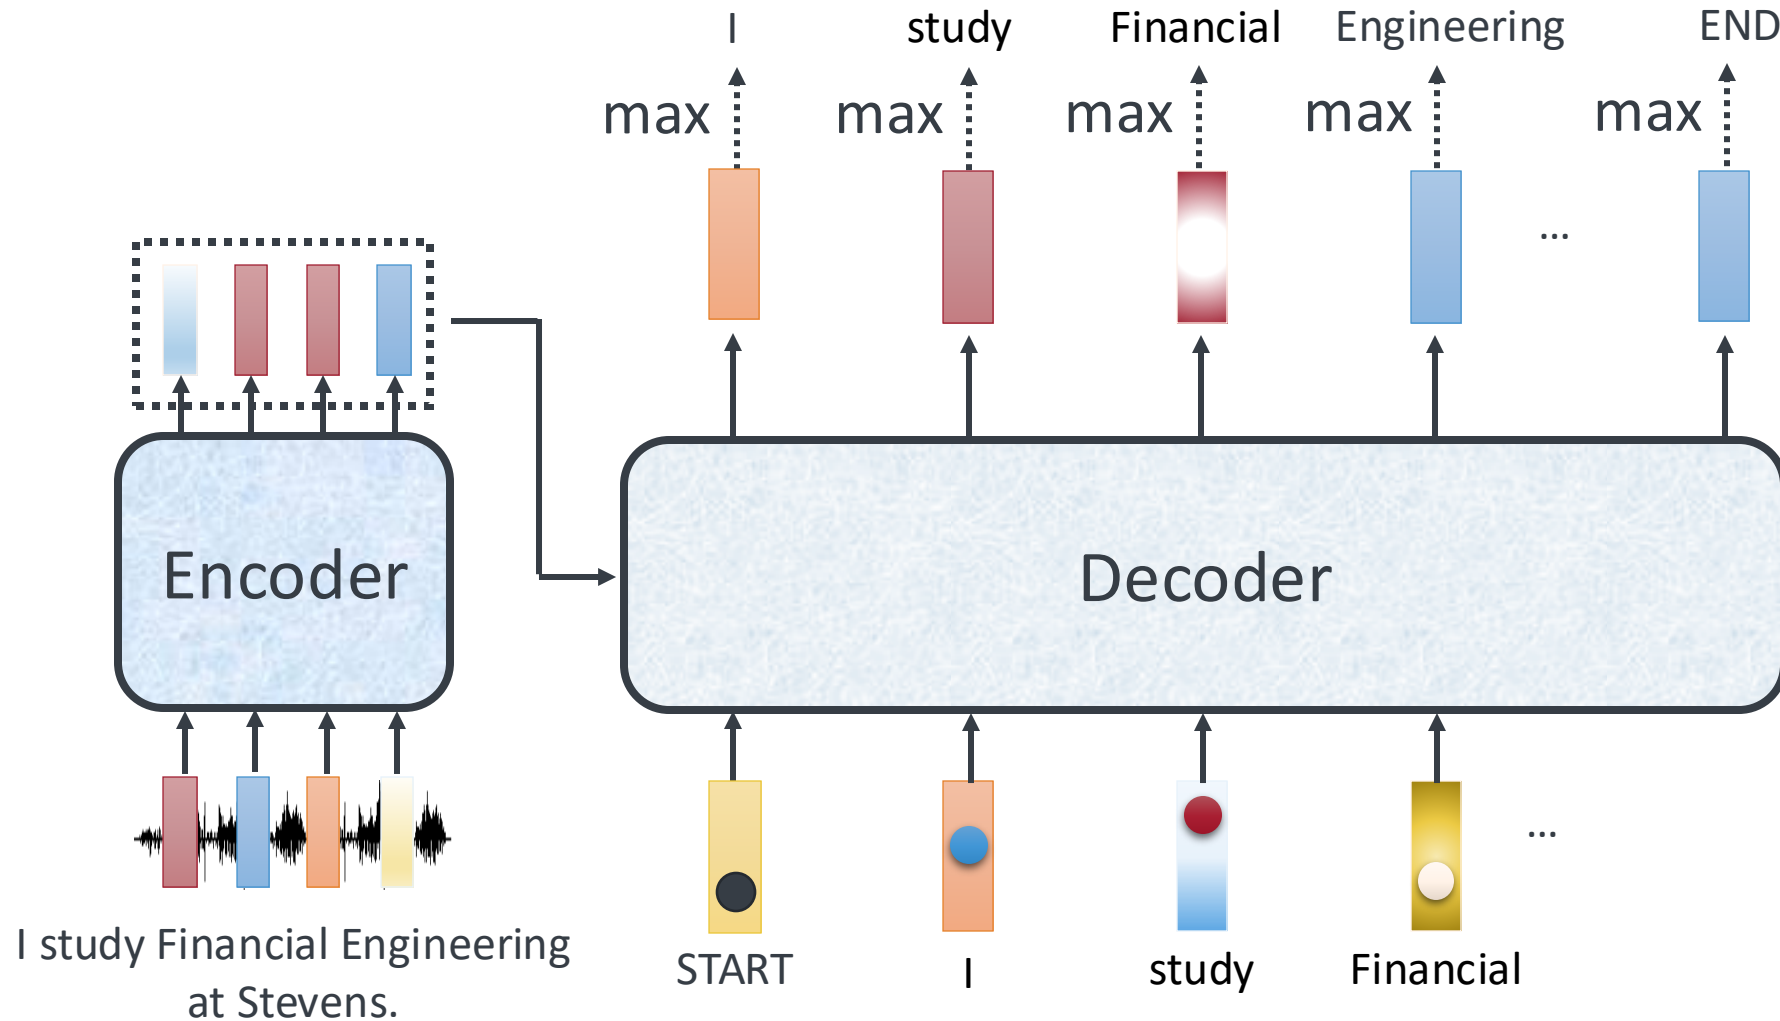 I study Financial Engineering END
max max max max max
... 
Encoder
Decoder
...
I study Financial Engineering
at Stevens.
START I study Financial